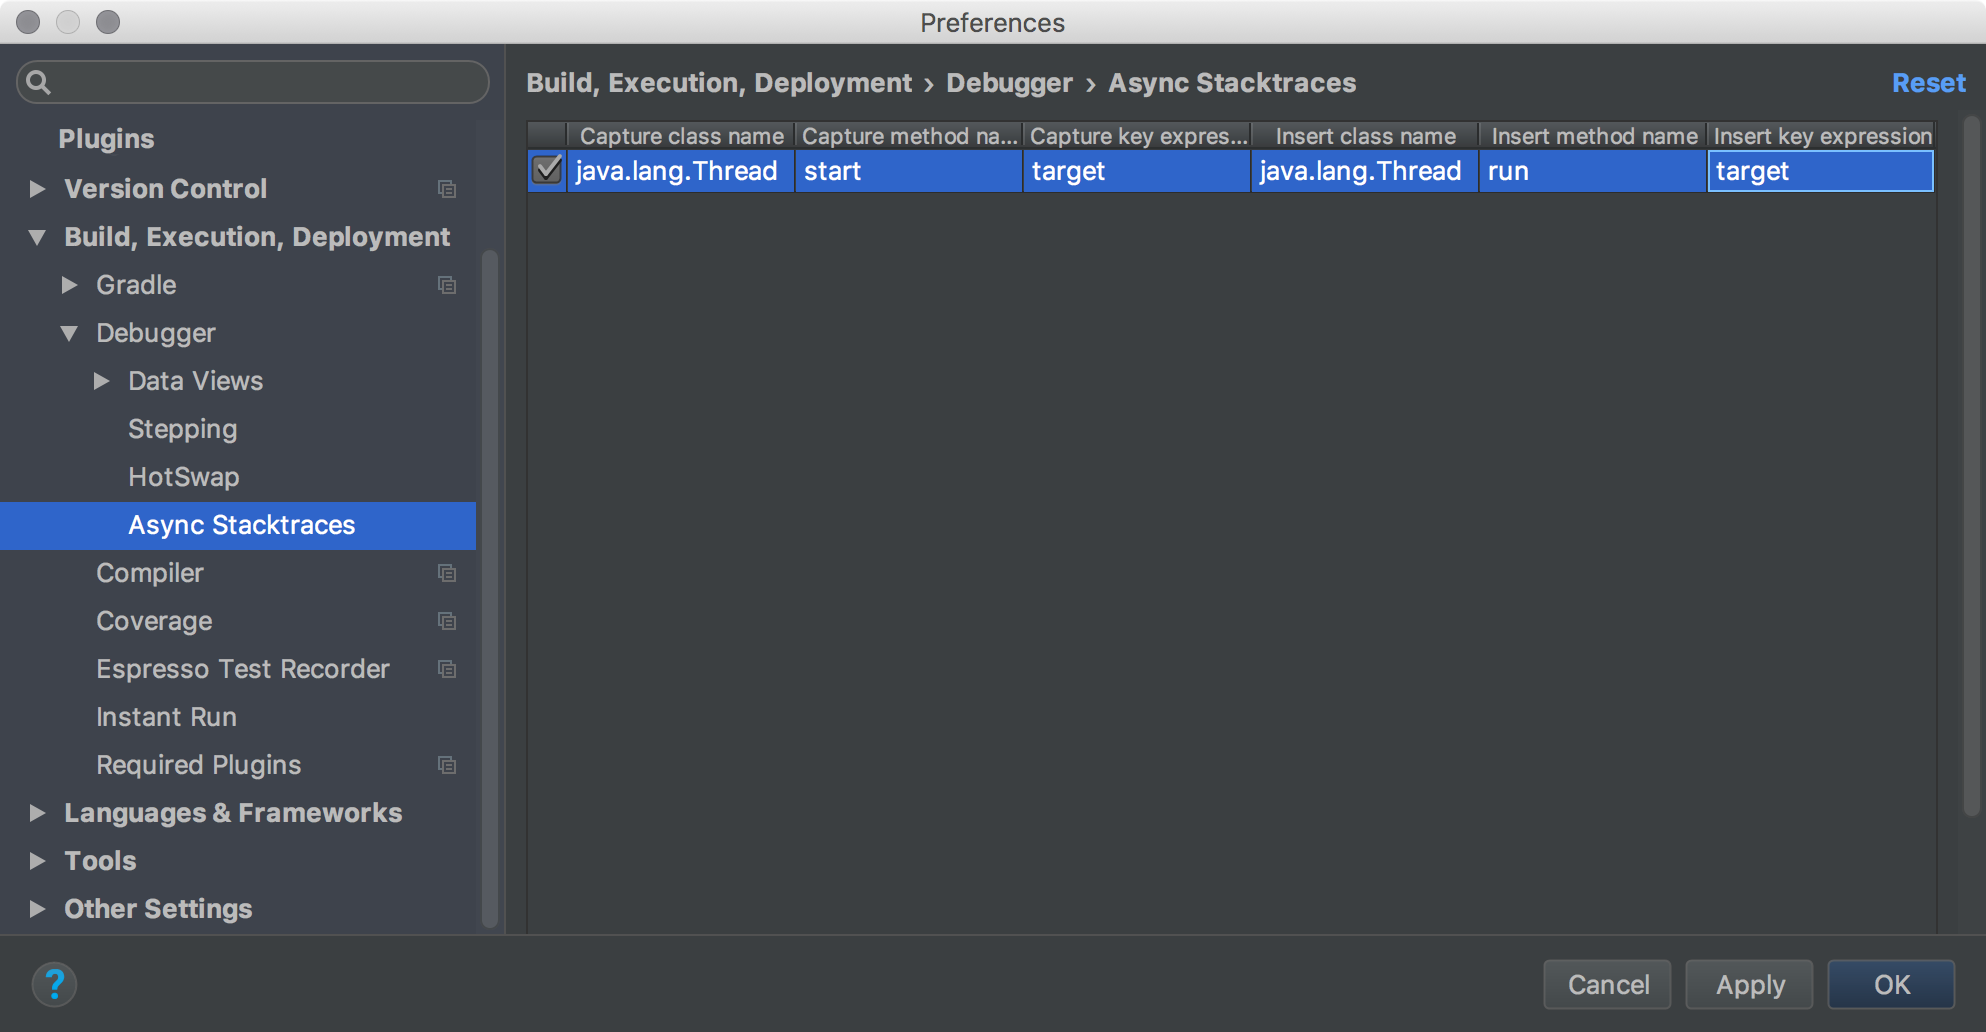 Preferences
Build, Execution, Deployment › Debugger › Async Stacktraces
Reset
Plugins
Version Control
Build, Execution, Deployment
Gradle
Debugger
Data Views
Stepping
HotSwap
Async Stacktraces
Compiler
Coverage
Espresso Test Recorder
Instant Run
Required Plugins
Languages & Frameworks
Tools
Other Settings
Capture class name Capture method na... Capture key expres... Insert class name Insert method name Insert key expression
java.lang.Thread start target java.lang.Thread run target
?
Cancel Apply OK